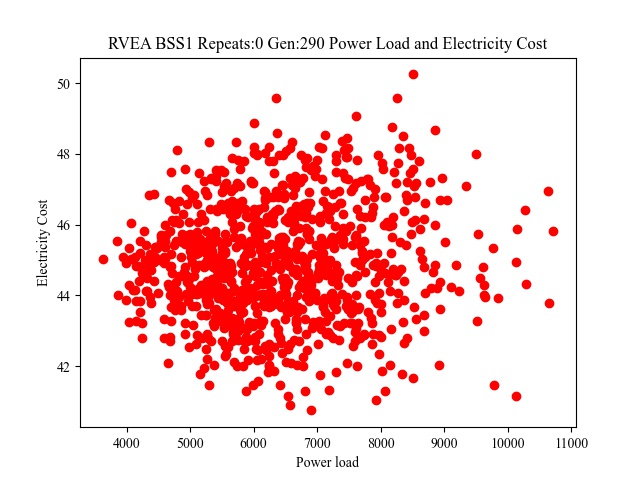 RVEA BSS1 Repeats:0 Gen:290 Power Load and Electricity Cost
50
48
46
44
42
Electricity Cost
4000 5000 6000 7000 8000 9000 10000 11000
Power load